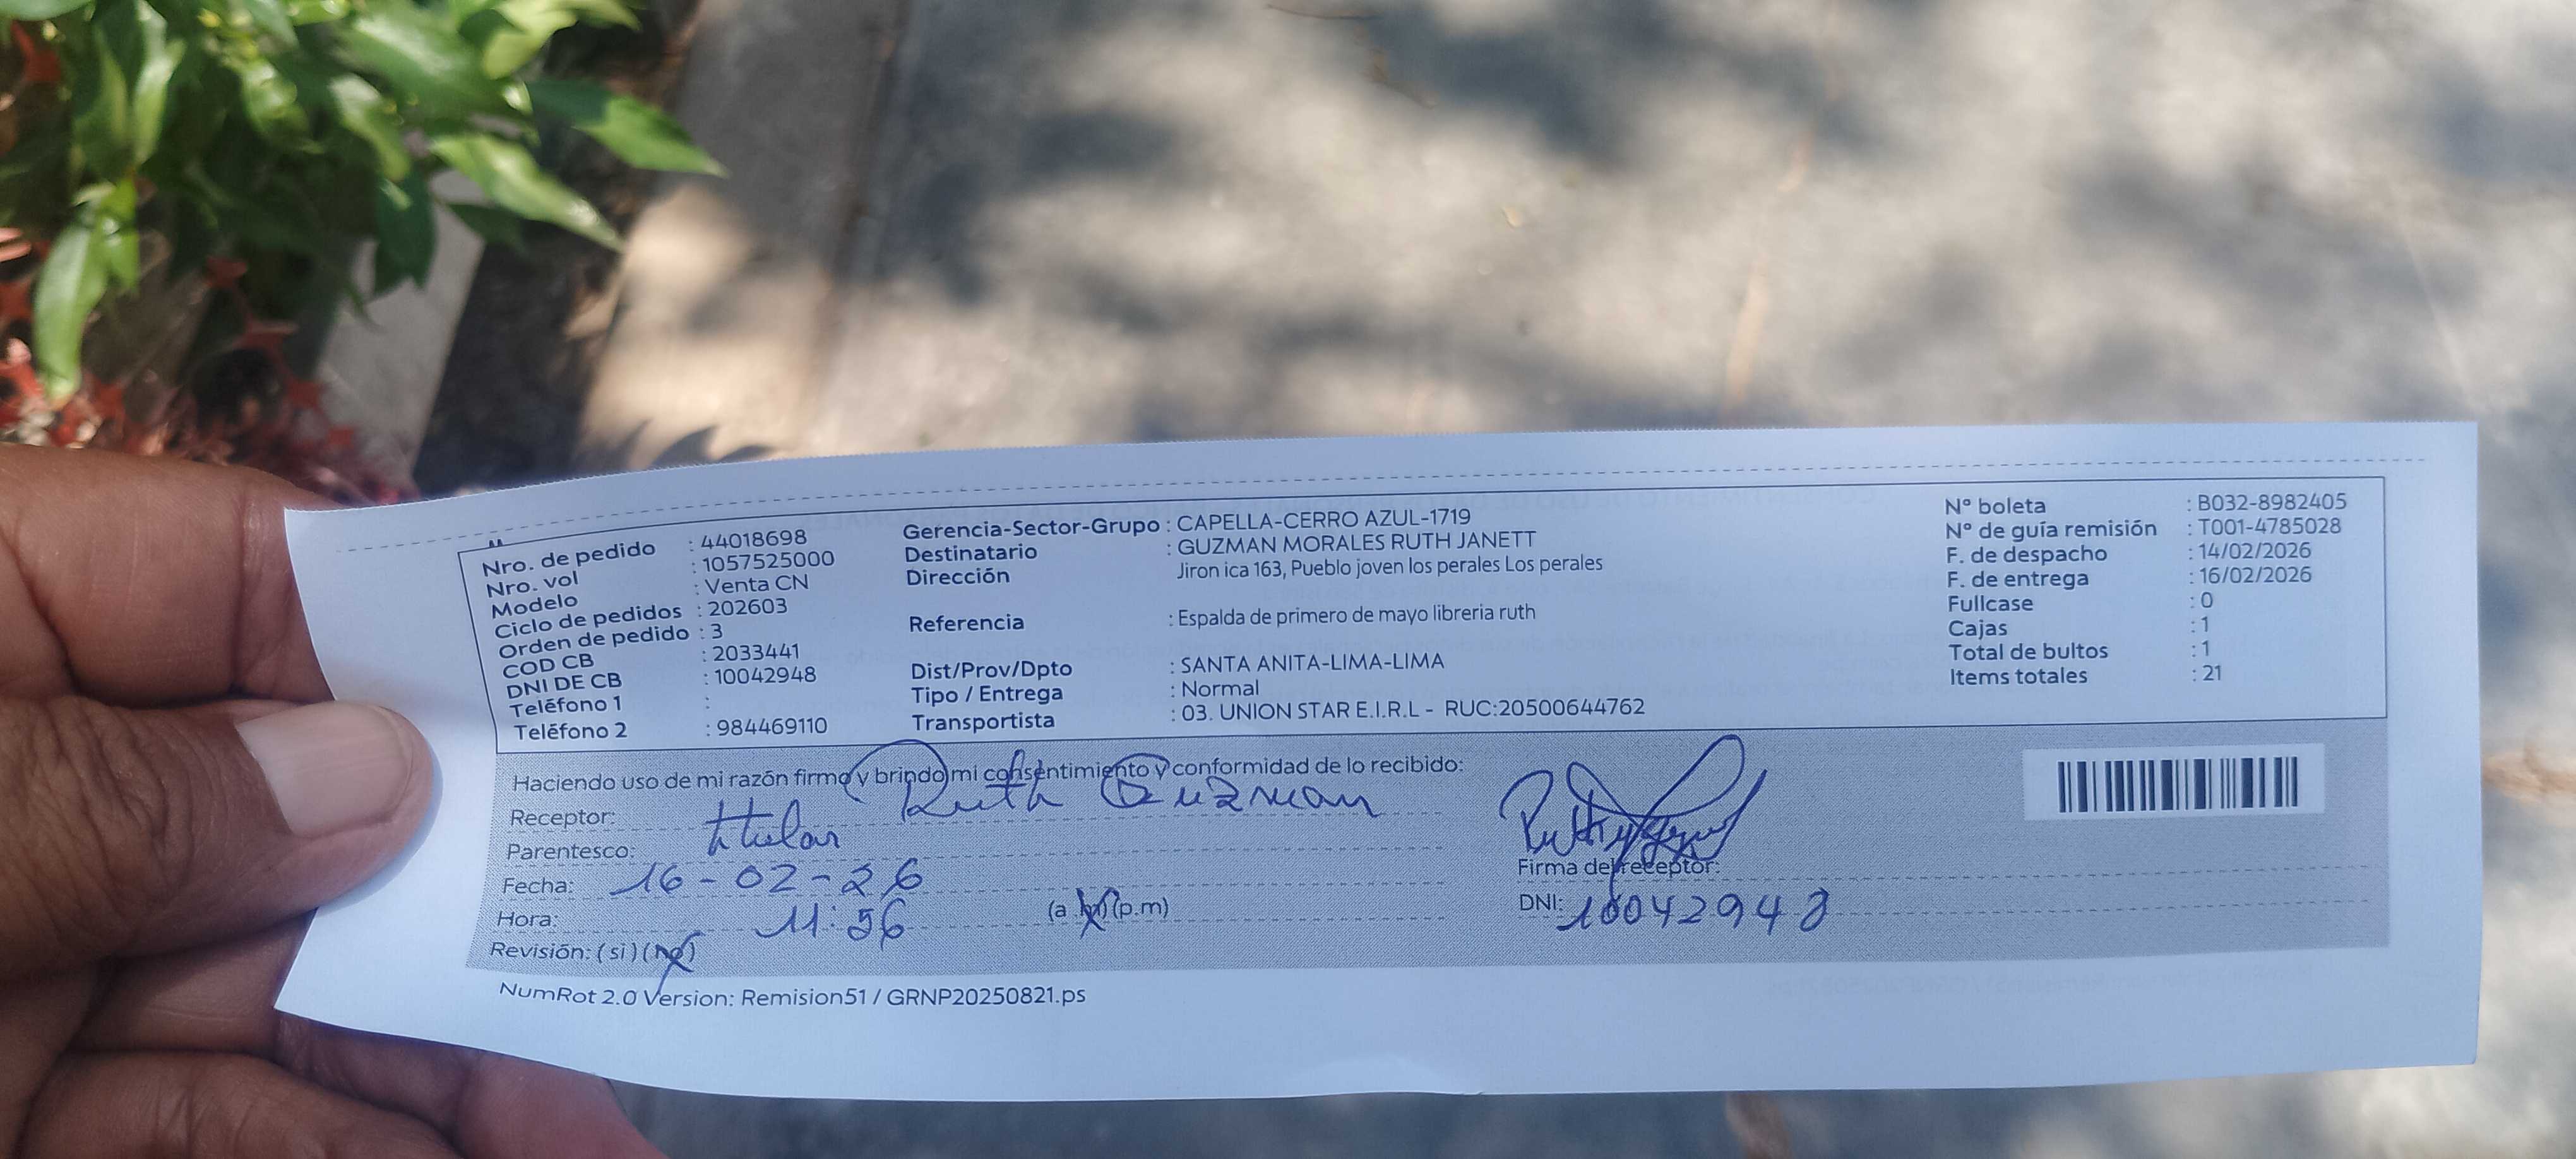 Nro. de pedido : 44018698
Nro. vol : 1057525000
Modelo : Venta CN
Ciclo de pedidos : 202603
Orden de pedido : 3
COD CB : 2033441
DNI DE CB : 10042948
Teléfono 1 :
Teléfono 2 : 984469110
Gerencia-Sector-Grupo : CAPELLA-CERRO AZUL-1719
Destinatario : GUZMAN MORALES RUTH JANETT
Dirección Jiron ica 163, Pueblo joven los perales Los perales
Referencia : Espalda de primero de mayo libreria ruth
Dist/Prov/Dpto : SANTA ANITA-LIMA-LIMA
Tipo / Entrega : Normal
Transportista : 03. UNION STAR E.I.R.L - RUC:20500644762
Nº boleta : B032-8982405
Nº de guía remisión : T001-4785028
F. de despacho : 14/02/2026
F. de entrega : 16/02/2026
Fullcase : 0
Cajas : 1
Total de bultos : 1
Items totales : 21
Haciendo uso de mi razón firmo y brindo mi consentimiento y conformidad de lo recibido:
Receptor: Ruth Guzman
Parentesco: titular
Fecha: 16-02-26
Hora: 11:56 (a.m) (p.m)
Revisión: (si) (no)
Firma del receptor:
DNI: 10042948
NumRot 2.0 Version: Remision51 / GRNP20250821.ps